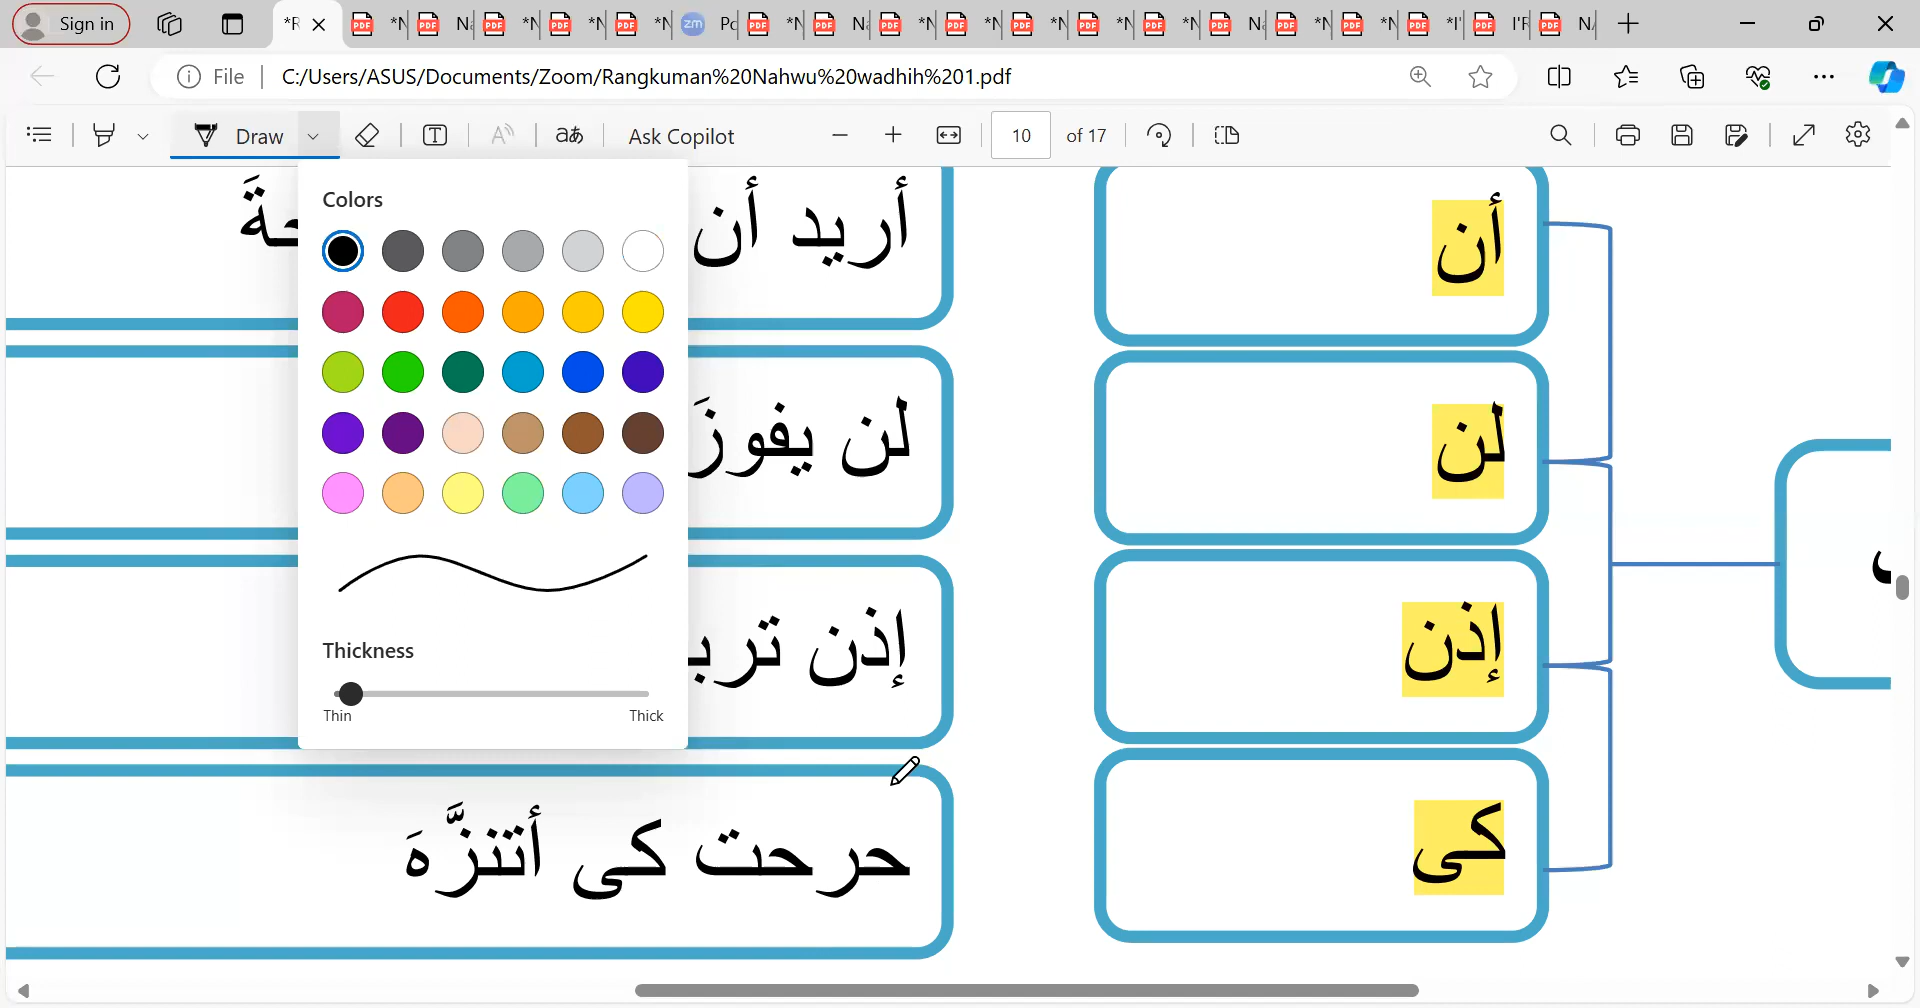 Sign in
File
C:/Users/ASUS/Documents/Zoom/Rangkuman%20Nahwu%20wadhih%201.pdf
Draw
Ask Copilot
10 of 17
Colors
Thickness
Thin
Thick
أن
أريد أن
لن
لن يفوزَ
إذن
إذن
كى
حرحت كى أتنزَّهَ